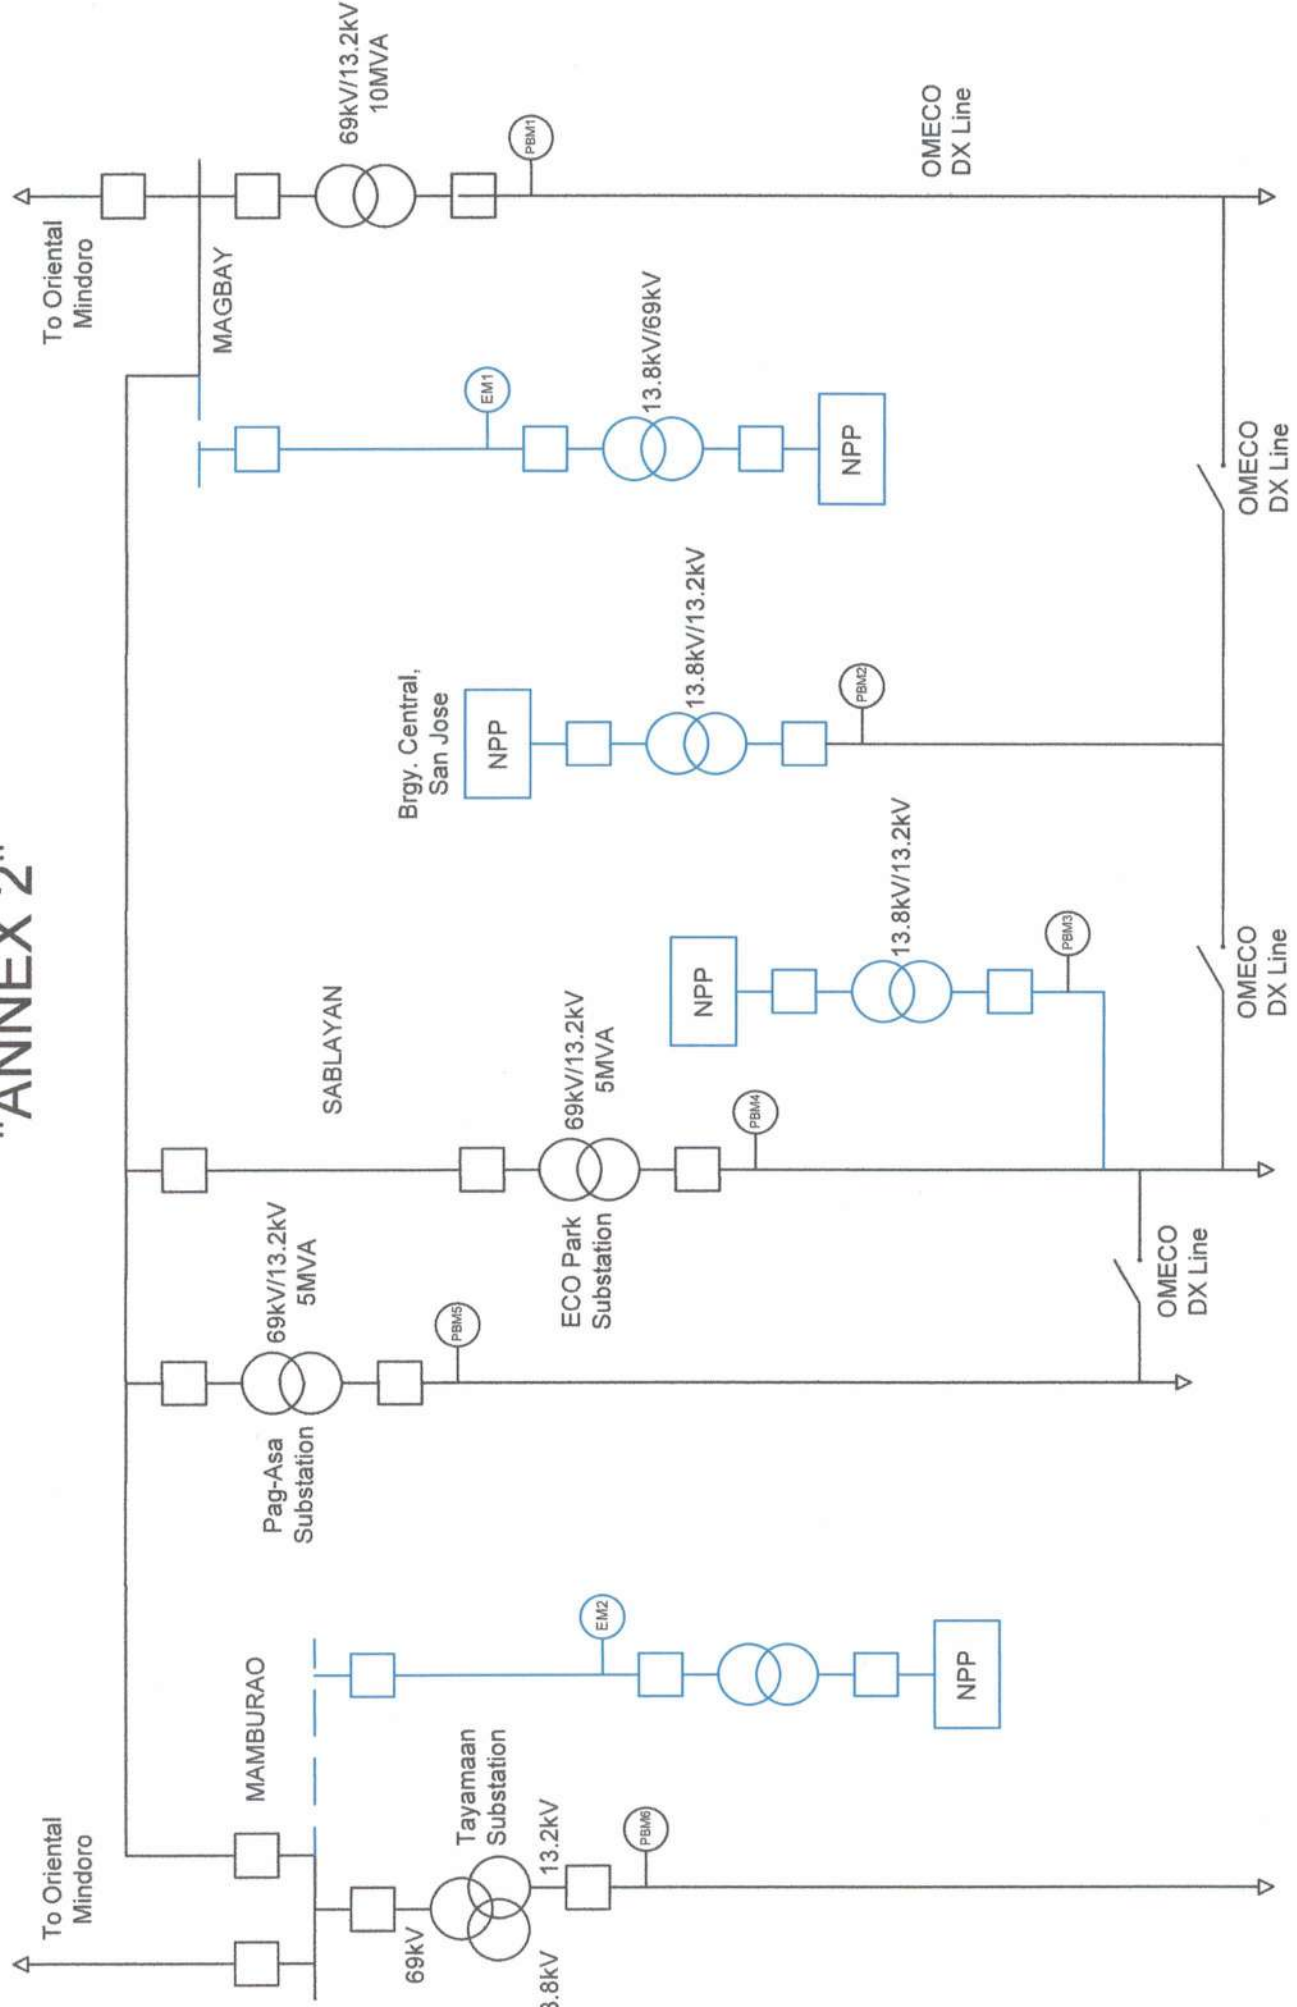 "ANNEX 2"
To Oriental
Mindoro
MAMBURAO
69kV
Tayamaan
Substation
13.2kV
3.8kV
PBM6
EM2
NPP
Pag-Asa
Substation
69kV/13.2kV
5MVA
PBM5
SABLAYAN
ECO Park
Substation
69kV/13.2kV
5MVA
PBM4
OMECO
DX Line
NPP
13.8kV/13.2kV
PBM3
OMECO
DX Line
Brgy. Central,
San Jose
NPP
13.8kV/13.2kV
PBM2
OMECO
DX Line
To Oriental
Mindoro
MAGBAY
EM1
13.8kV/69kV
NPP
69kV/13.2kV
10MVA
PBM1
OMECO
DX Line